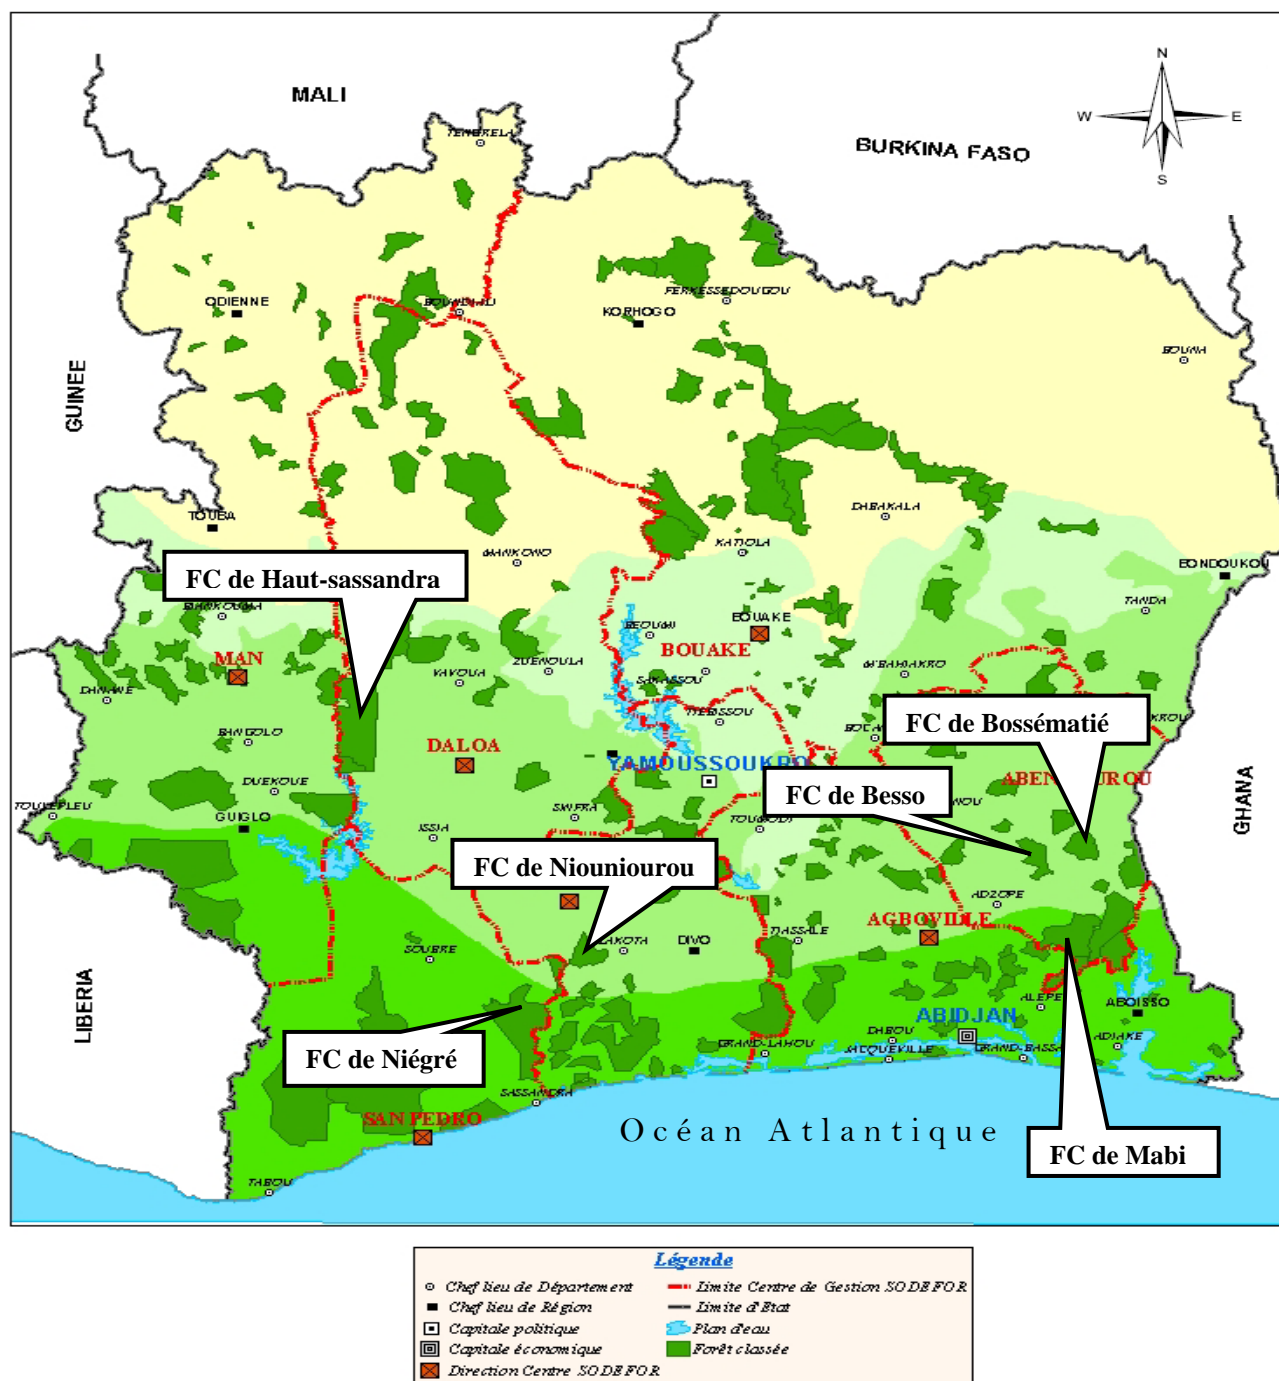 MALI
N
W E
S
BURKINA FASO
TENGRELA
ODIENNE
BOUNDIALI
FERKESSEDOUGOU
KORHOGO
BOUNA
GUINEE
TOUBA
DABAKALA
MANKONO
KATIOLA
BONDOUKOU
FC de Haut-sassandra
BIANKOUMA
TANDA
BEOUMI
BOUAKE
MAN
BOUAKE
ZUENOULA
M'BAHIAKRO
DANANE
VAVOUA
SAKASSOU
TIEBISSOU
FC de Bossématié
BANGOLO
DALOA
YAMOUSSOUKRO
DUEKOUE
FC de Besso
TOULEPLEU
GUIGLO
SINFRA
TOUMODI
GHANA
ISSIA
FC de Niouniourou
ADZOPE
AGBOVILLE
SOUBRE
LAKOTA
DIVO
TIASSALE
LIBERIA
ALEPE
ABOISSO
ABIDJAN
FC de Niégré
GRAND-LAHOU
DABOU
JACQUEVILLE
GRAND-BASSA
ADIAKE
SASSANDRA
SAN PEDRO
Océan Atlantique
FC de Mabi
TABOU
Légende
Chef lieu de Département
Limite Centre de Gestion SODEFOR
Chef lieu de Région
Limite d'Etat
Capitale politique
Plan d'eau
Capitale économique
Forêt classée
Direction Centre SODEFOR